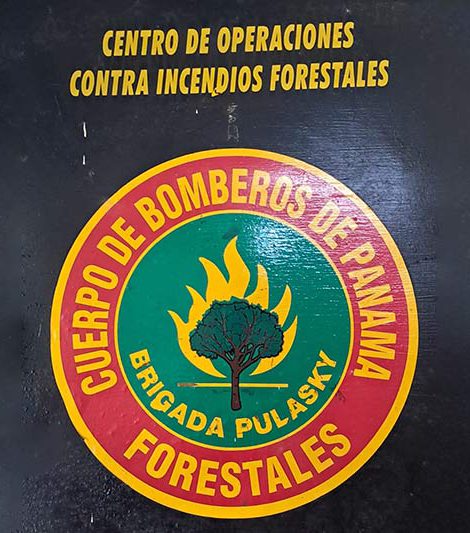 CENTRO DE OPERACIONES
CONTRA INCENDIOS FORESTALES
CUERPO DE BOMBEROS DE PANAMA
BRIGADA PULASKY
FORESTALES